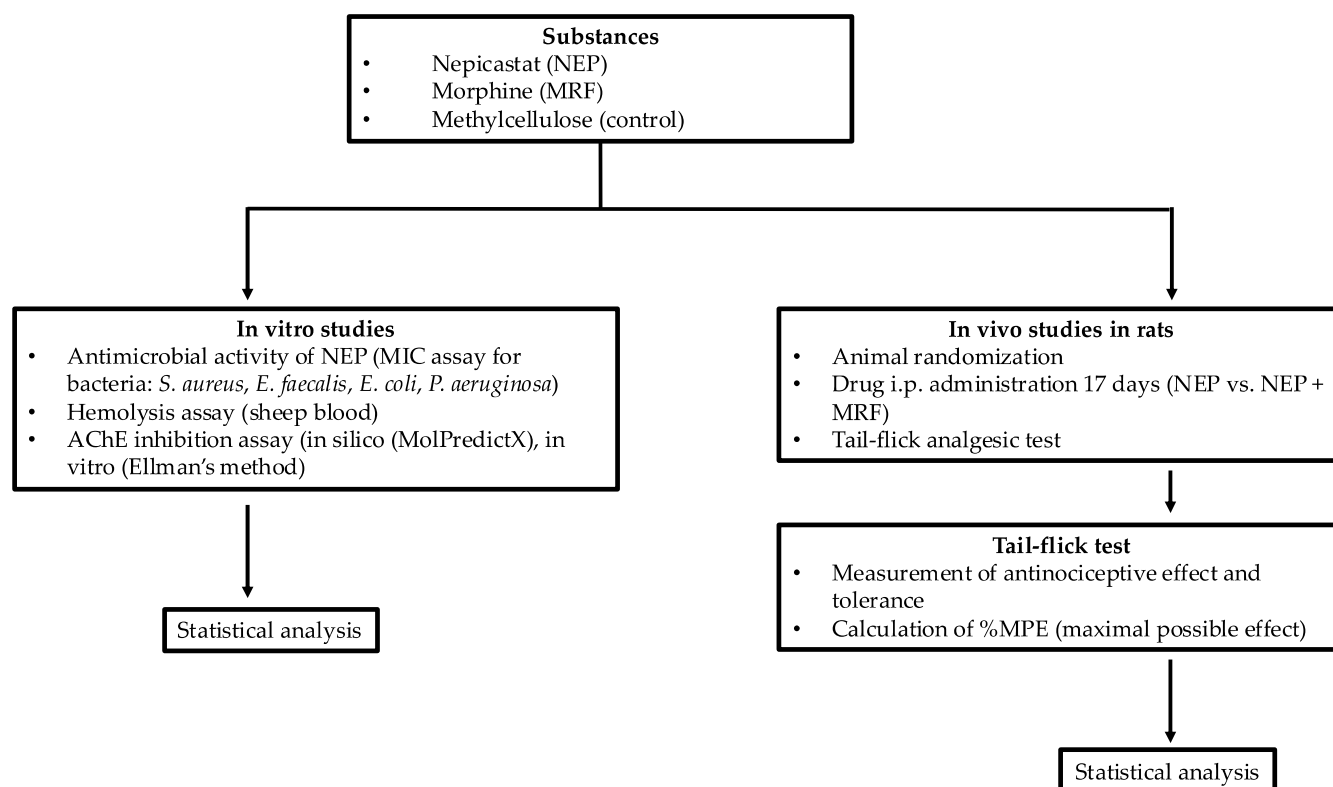 Substances
• Nepicastat (NEP)
• Morphine (MRF)
• Methylcellulose (control)
In vitro studies
• Antimicrobial activity of NEP (MIC assay for
bacteria: S. aureus, E. faecalis, E. coli, P. aeruginosa)
• Hemolysis assay (sheep blood)
• AChE inhibition assay (in silico (MolPredictX), in
vitro (Ellman's method)
Statistical analysis
In vivo studies in rats
• Animal randomization
• Drug i.p. administration 17 days (NEP vs. NEP +
MRF)
• Tail-flick analgesic test
Tail-flick test
• Measurement of antinociceptive effect and
tolerance
• Calculation of %MPE (maximal possible effect)
Statistical analysis